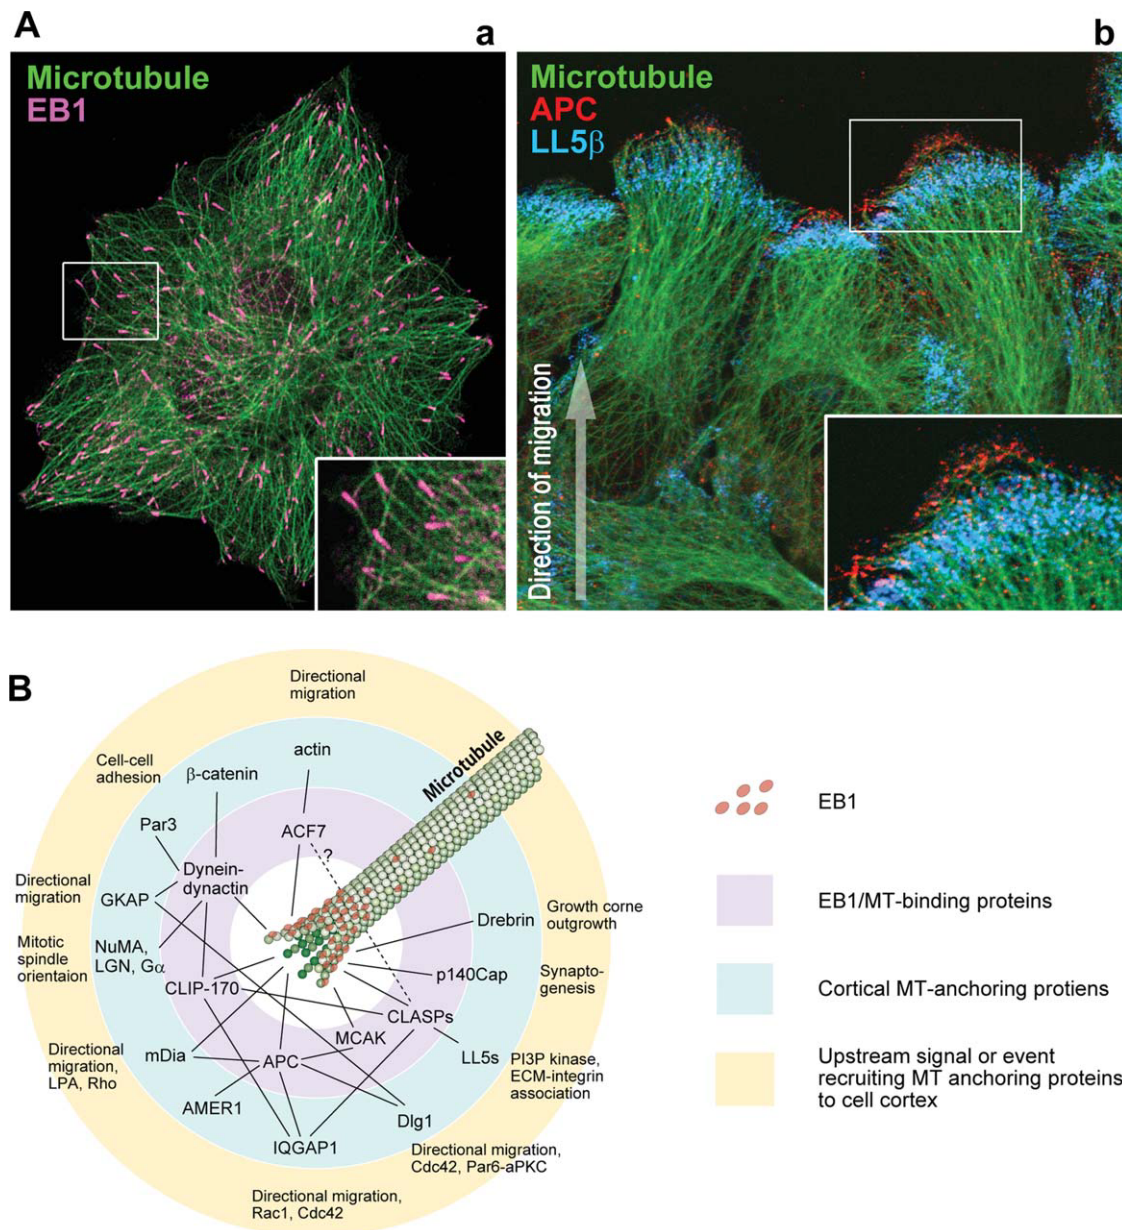 A
a
b
Microtubule
EB1
Microtubule
APC
LL5β
Direction of migration
B
Directional
migration
Microtubule
actin
Cell-cell
adhesion
β-catenin
ACF7
?
Par3
Dynein-
dynactin
Directional
migration
GKAP
Drebrin
Growth corne
outgrowth
Mitotic
spindle
orientaion
NuMA,
LGN, Gα
CLIP-170
p140Cap
Synapto-
genesis
CLASPs
MCAK
Directional
migration,
LPA, Rho
mDia
APC
LL5s
PI3P kinase,
ECM-integrin
association
AMER1
Dlg1
IQGAP1
Directional migration,
Cdc42, Par6-aPKC
Directional migration,
Rac1, Cdc42
EB1
EB1/MT-binding proteins
Cortical MT-anchoring protiens
Upstream signal or event
recruiting MT anchoring proteins
to cell cortex